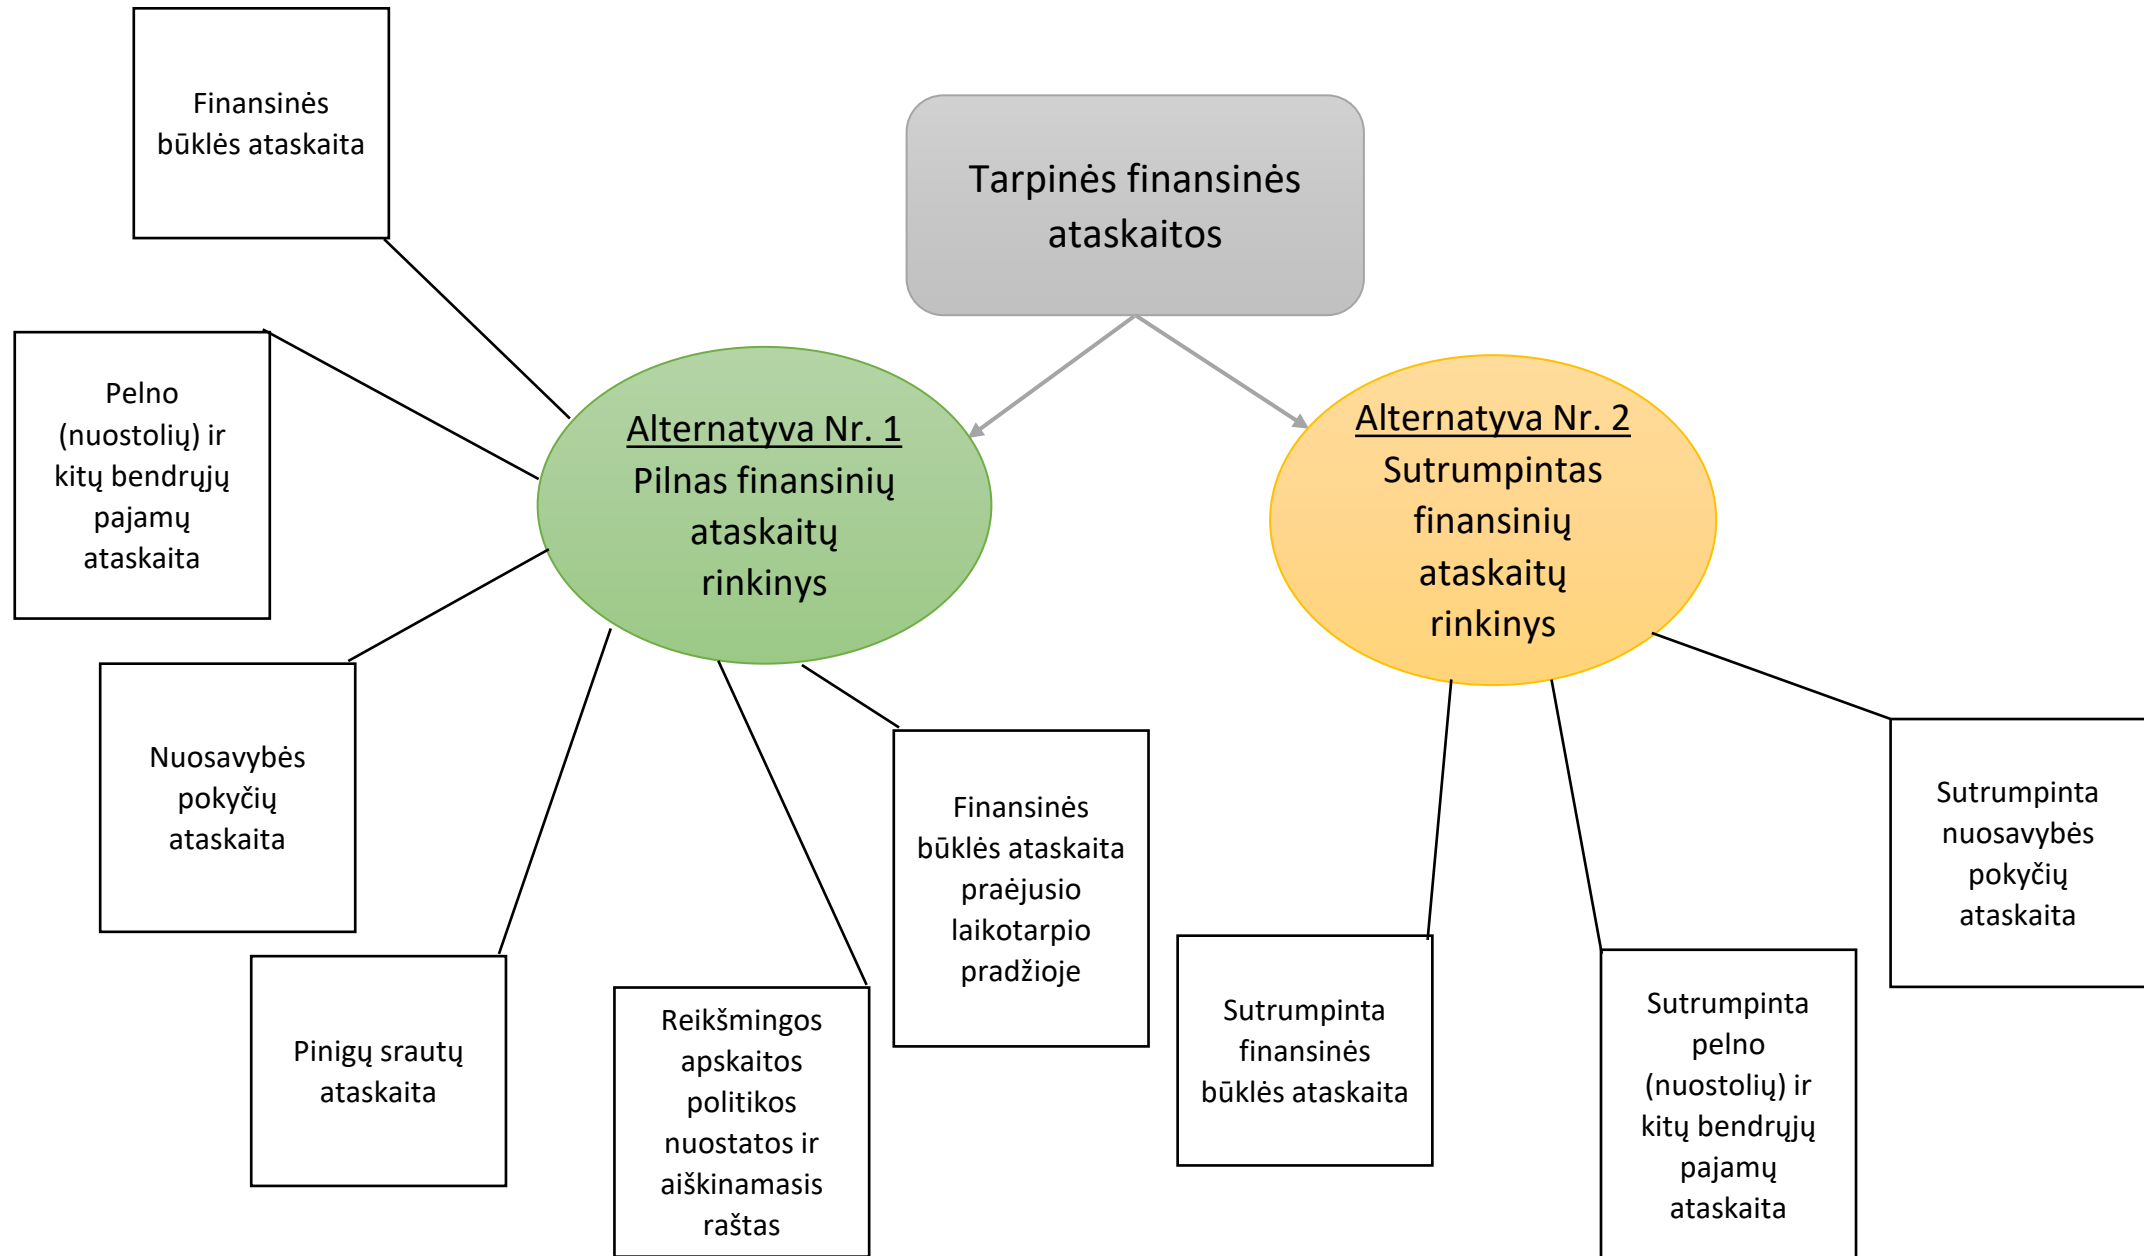 Tarpinės finansinės
ataskaitos
Alternatyva Nr. 1
Pilnas finansinių
ataskaitų
rinkinys
Finansinės
būklės ataskaita
Pelno
(nuostolių) ir
kitų bendrųjų
pajamų
ataskaita
Nuosavybės
pokyčių
ataskaita
Pinigų srautų
ataskaita
Reikšmingos
apskaitos
politikos
nuostatos ir
aiškinamasis
raštas
Finansinės
būklės ataskaita
praėjusio
laikotarpio
pradžioje
Alternatyva Nr. 2
Sutrumpintas
finansinių
ataskaitų
rinkinys
Sutrumpinta
finansinės
būklės ataskaita
Sutrumpinta
pelno
(nuostolių) ir
kitų bendrųjų
pajamų
ataskaita
Sutrumpinta
nuosavybės
pokyčių
ataskaita